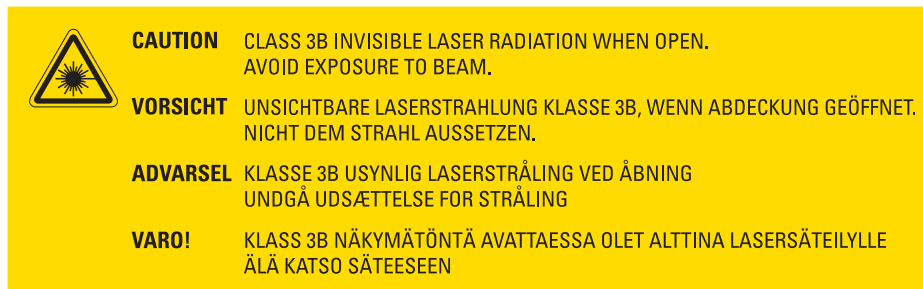 CAUTION CLASS 3B INVISIBLE LASER RADIATION WHEN OPEN.
AVOID EXPOSURE TO BEAM.
VORSICHT UNSICHTBARE LASERSTRAHLUNG KLASSE 3B, WENN ABDECKUNG GEÖFFNET.
NICHT DEM STRAHL AUSSETZEN.
ADVARSEL KLASSE 3B USYNLIG LASERSTRÅLING VED ÅBNING
UNDGÅ UDSÆTTELSE FOR STRÅLING
VARO! KLASS 3B NÄKYMÄTÖNTÄ AVATTAESSA OLET ALTTINA LASERSÄTEILYLLE
ÄLÄ KATSO SÄTEESEEN